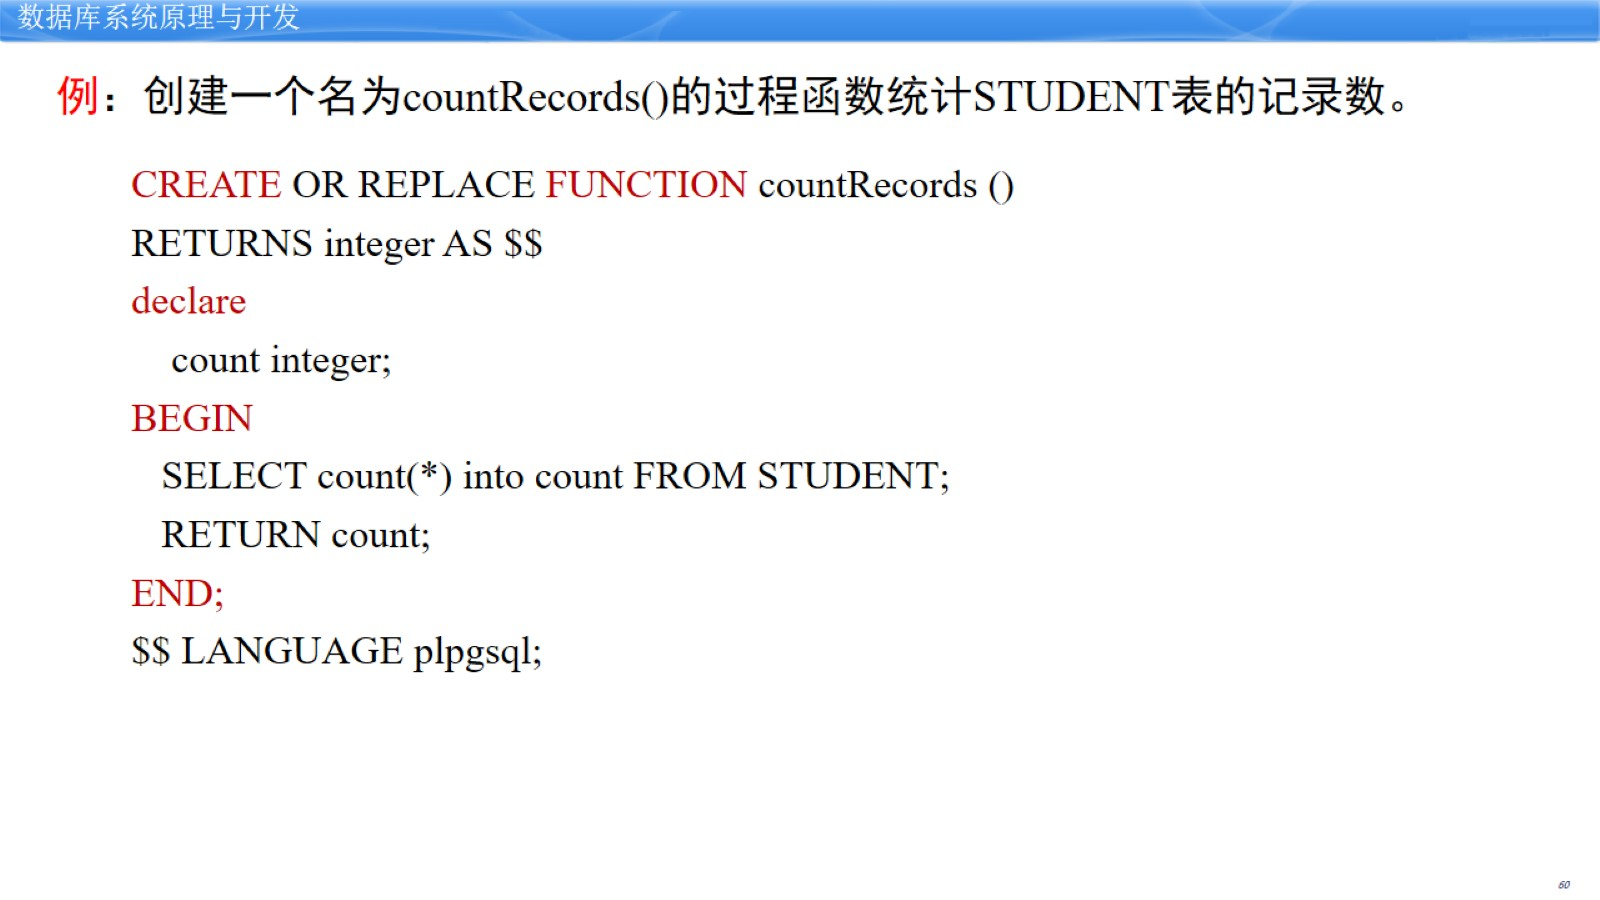 数据库系统原理与开发
例：创建一个名为countRecords()的过程函数统计STUDENT表的记录数。
CREATE OR REPLACE FUNCTION countRecords ()
RETURNS integer AS $$
declare
count integer;
BEGIN
SELECT count(*) into count FROM STUDENT;
RETURN count;
END;
$$ LANGUAGE plpgsql;
60